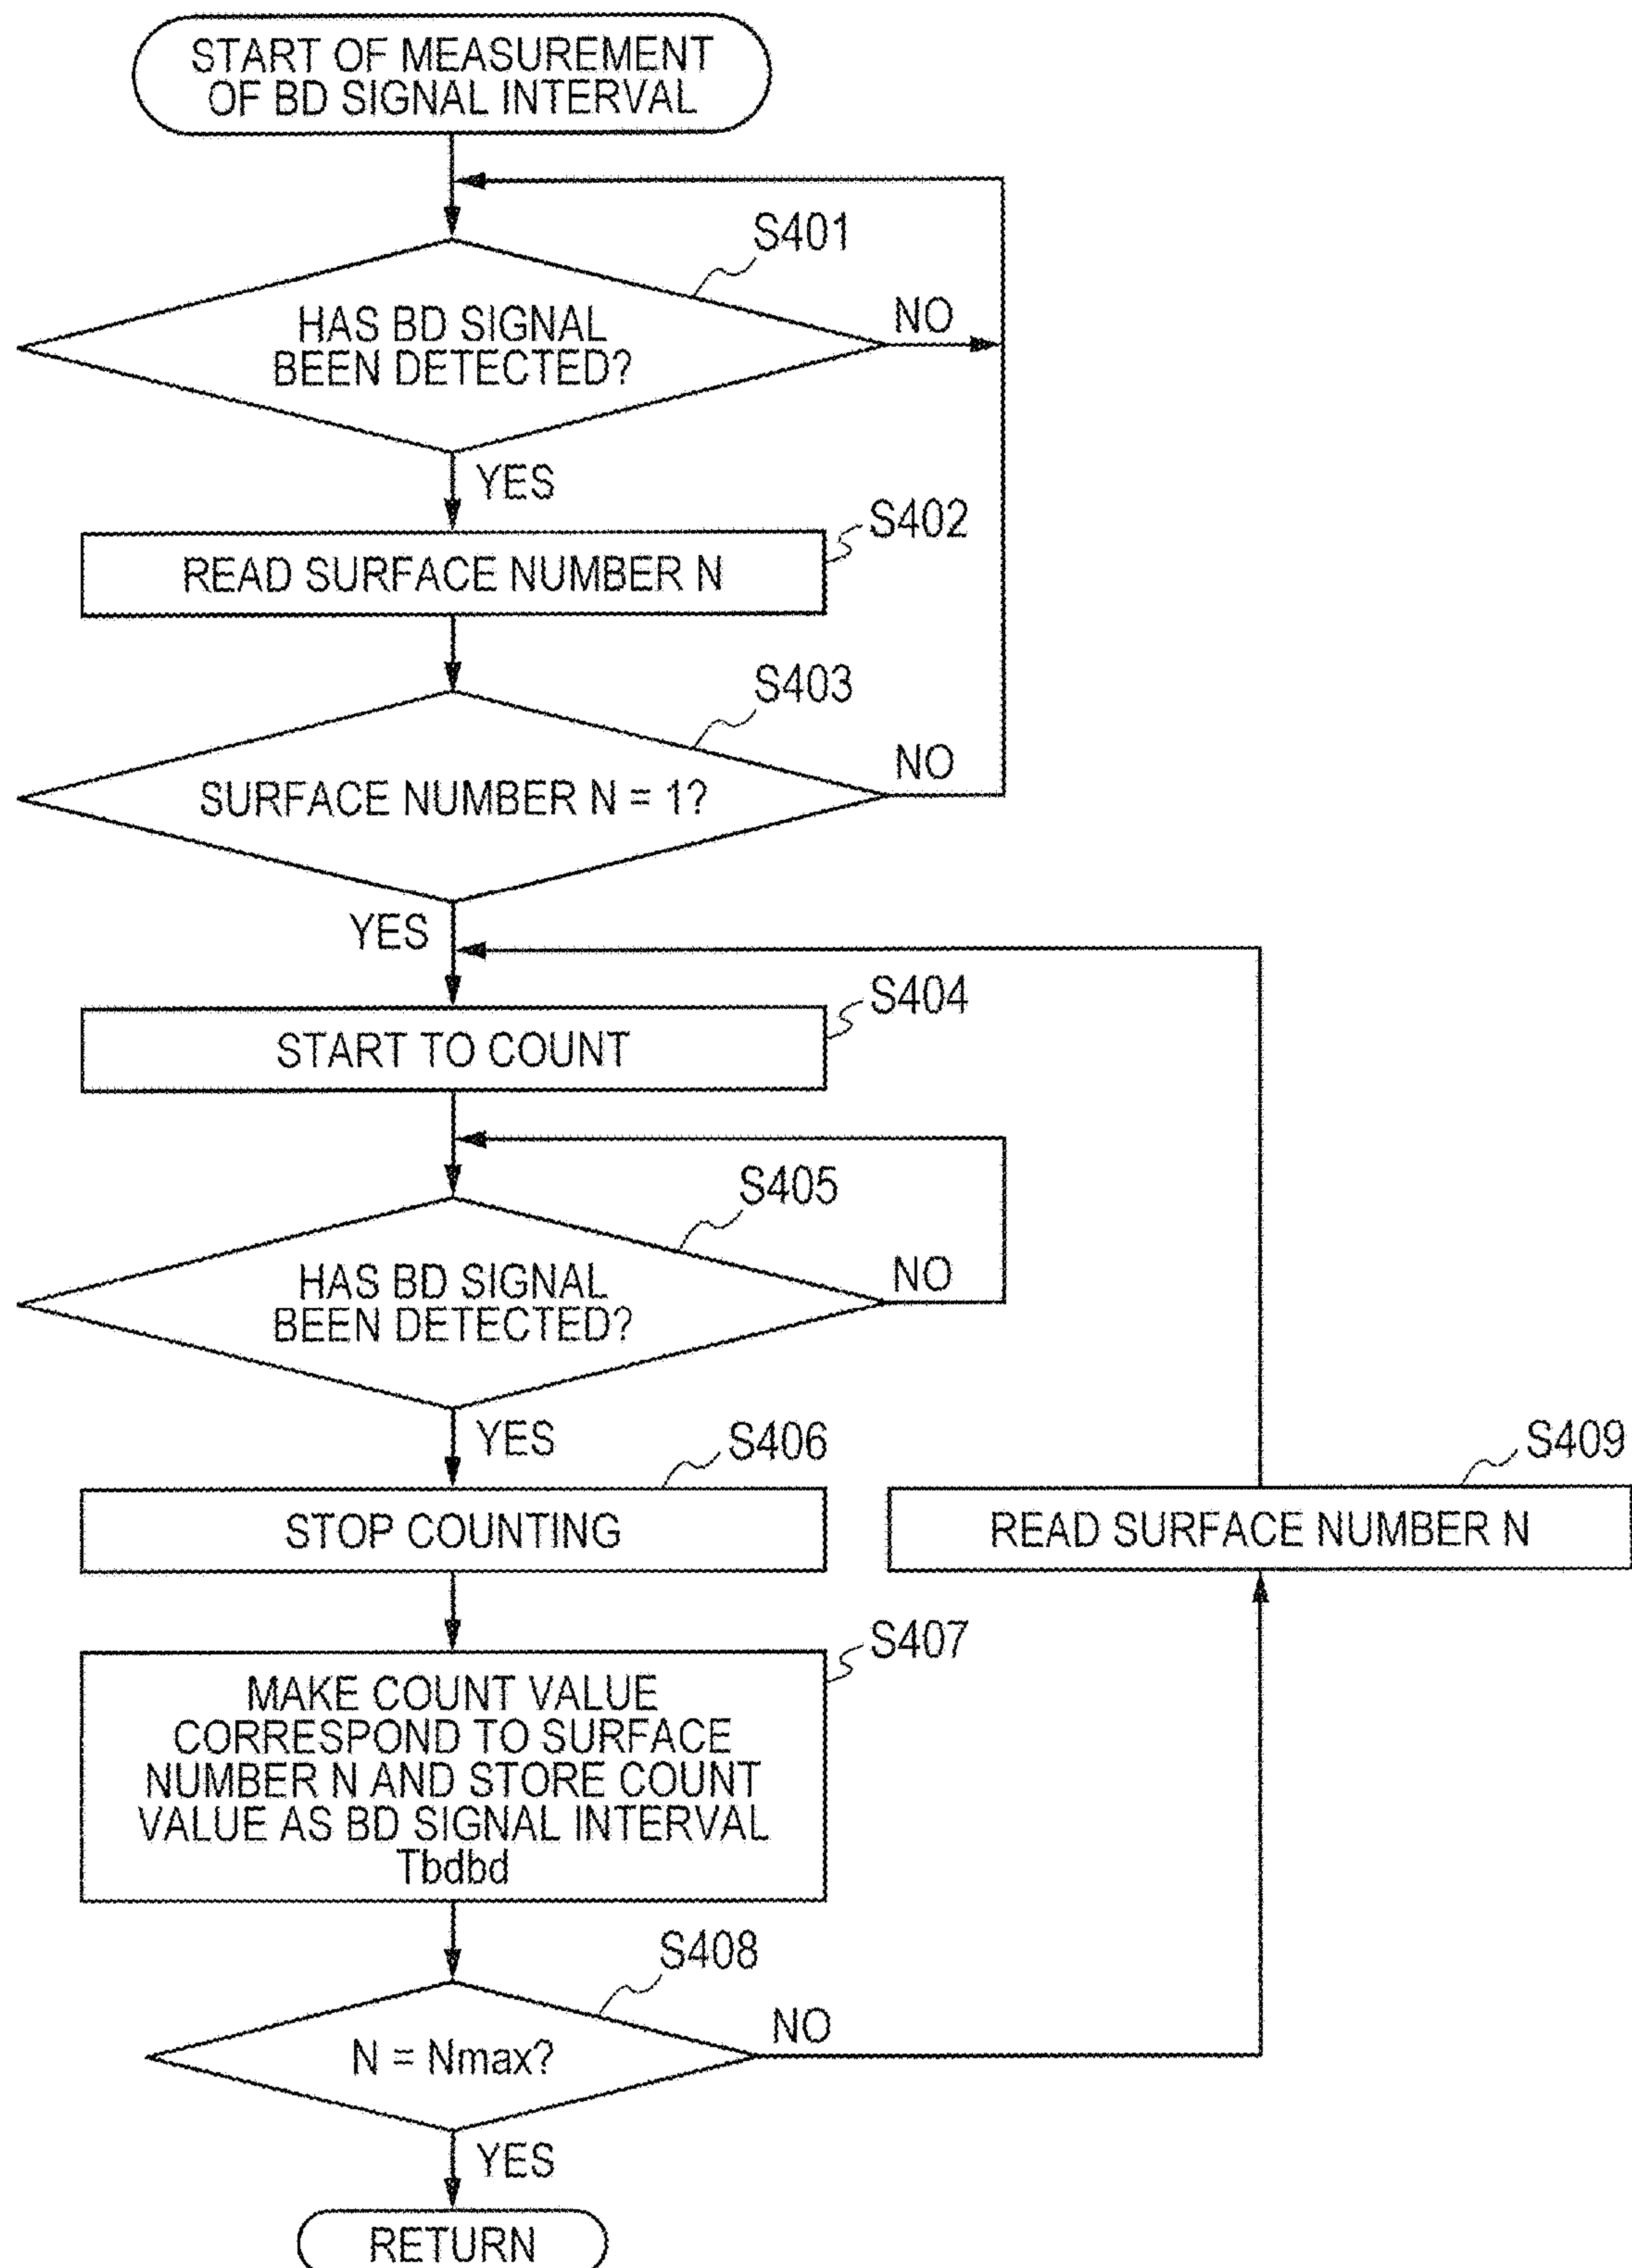 START OF MEASUREMENT
OF BD SIGNAL INTERVAL
S401
HAS BD SIGNAL
BEEN DETECTED?
NO
YES
S402
READ SURFACE NUMBER N
S403
SURFACE NUMBER N = 1?
NO
YES
S404
START TO COUNT
S405
HAS BD SIGNAL
BEEN DETECTED?
NO
YES
S406
STOP COUNTING
S409
READ SURFACE NUMBER N
S407
MAKE COUNT VALUE
CORRESPOND TO SURFACE
NUMBER N AND STORE COUNT
VALUE AS BD SIGNAL INTERVAL
Tbdbd
S408
N = Nmax?
NO
YES
RETURN